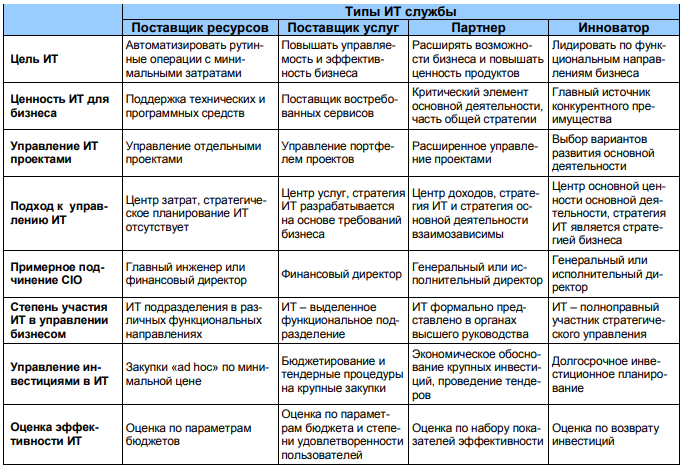 Типы ИТ службы
Поставщик ресурсов
Поставщик услуг
Партнер
Инноватор
Цель ИТ
Автоматизировать рутин-
ные операции с мини-
мальными затратами
Повышать управляе-
мость и эффектив-
ность бизнеса
Расширять возможно-
сти бизнеса и повышать
ценность продуктов
Лидировать по функ-
циональным направ-
лениям бизнеса
Ценность ИТ для
бизнеса
Поддержка технических и
программных средств
Поставщик востребо-
ванных сервисов
Критический элемент
основной деятельности,
часть общей стратегии
Главный источник
конкурентного пре-
имущества
Управление ИТ
проектами
Управление отдельными
проектами
Управление портфе-
лем проектов
Расширенное управле-
ние проектами
Выбор вариантов
развития основной
деятельности
Подход к управ-
лению ИТ
Центр затрат, стратегиче-
ское планирование ИТ
отсутствует
Центр услуг, стратегия
ИТ разрабатывается
на основе требований
бизнеса
Центр доходов, страте-
гия ИТ и стратегия ос-
новной деятельности
взаимозависимы
Центр основной цен-
ности основной дея-
тельности, стратегия
ИТ является страте-
гией бизнеса
Примерное под-
чинение CIO
Главный инженер или
финансовый директор
Финансовый директор
Генеральный или ис-
полнительный директор
Генеральный или
исполнительный ди-
ректор
Степень участия
ИТ в управлении
бизнесом
ИТ подразделения в раз-
личных функциональных
направлениях
ИТ – выделенное
функциональное под-
разделение
ИТ формально пред-
ставлено в органах
высшего руководства
ИТ – полноправный
участник стратегиче-
ского управления
Управление ин-
вестициями в ИТ
Закупки «ad hoc» по мини-
мальной цене
Бюджетирование и
тендерные процедуры
на крупные закупки
Экономическое обосно-
вание крупных инвести-
ций, проведение тенде-
ров
Долгосрочное инве-
стиционное планиро-
вание
Оценка эффек-
тивности ИТ
Оценка по параметрам
бюджетов
Оценка по парамет-
рам бюджета и степе-
ни удовлетворенности
пользователей
Оценка по набору пока-
зателей эффективности
Оценка по возврату
инвестиций